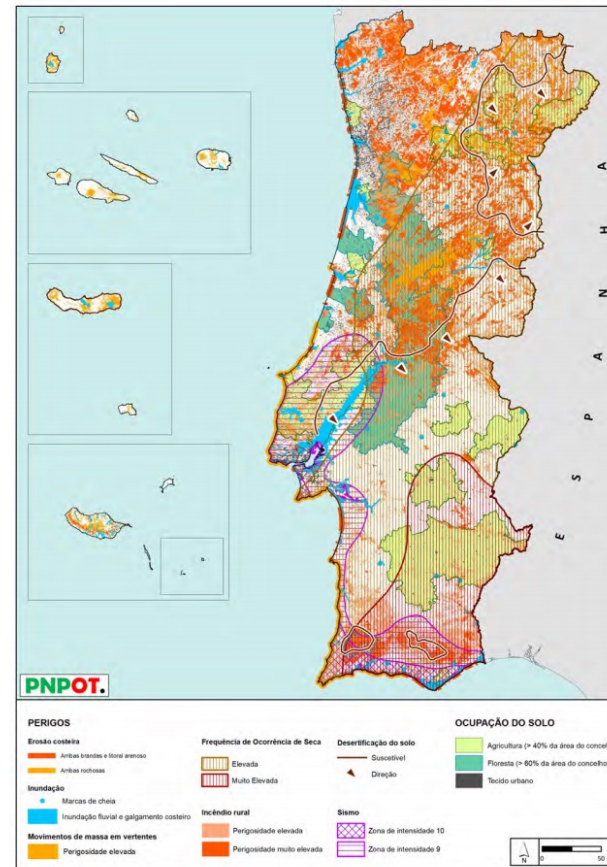 ESPANHA
PNPOT.
PERIGOS
Erosão costeira
Arribas brandas e litoral arenoso
Arribas rochosas
Inundação
Marcas de cheia
Inundação fluvial e galgamento costeiro
Movimentos de massa em vertentes
Perigosidade elevada
Frequência de Ocorrência de Seca
Elevada
Muito Elevada
Incêndio rural
Perigosidade elevada
Perigosidade muito elevada
Desertificação do solo
Suscetível
Direção
Sismo
Zona de intensidade 10
Zona de intensidade 9
OCUPAÇÃO DO SOLO
Agricultura (> 40% da área do concel
Floresta (> 60% da área do concelho
Tecido urbano
N
0